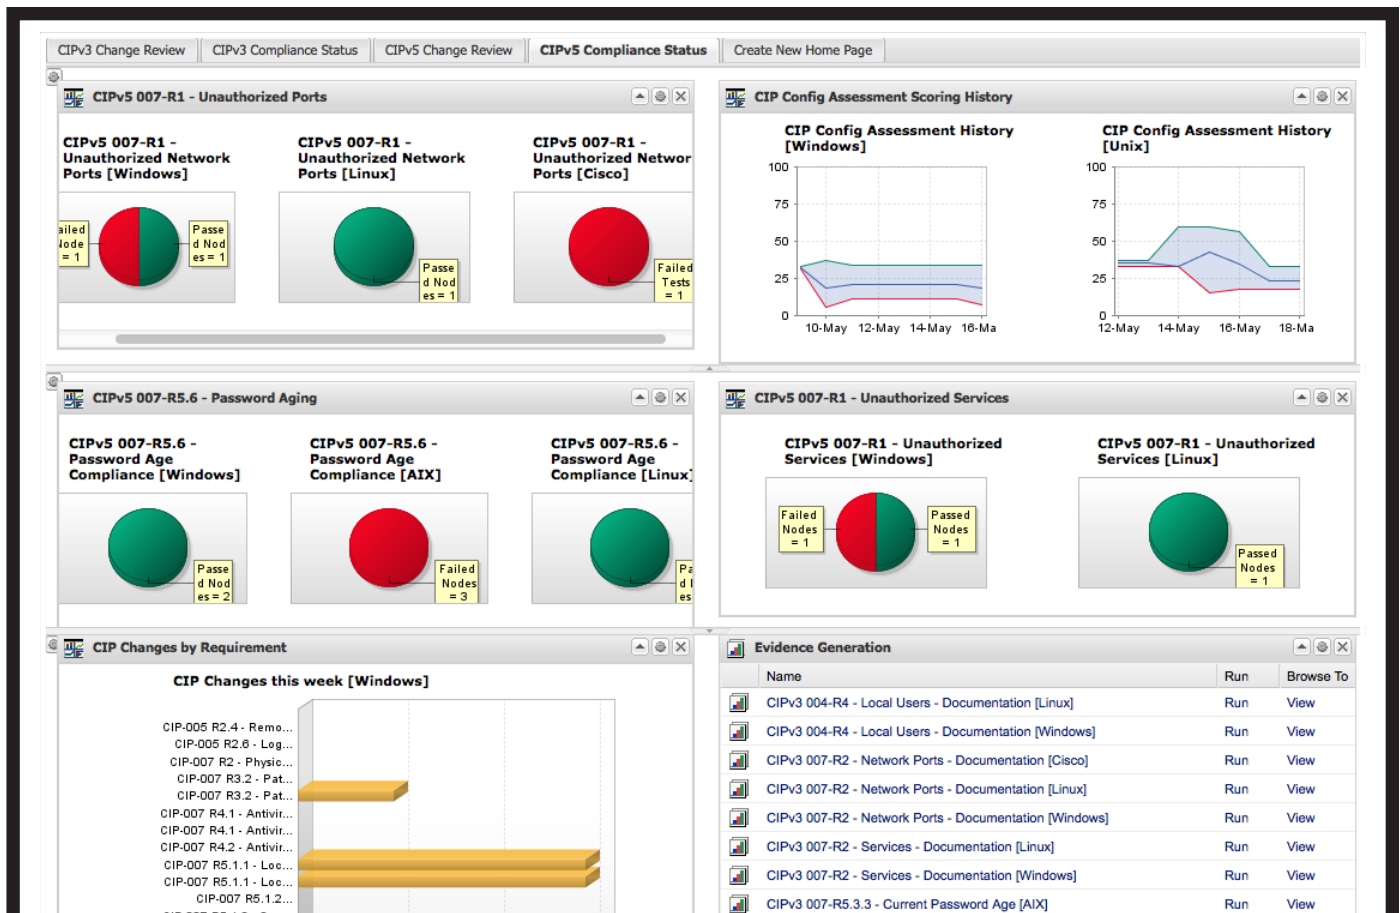 CIPv3 Change Review
CIPv3 Compliance Status
CIPv5 Change Review
CIPv5 Compliance Status
Create New Home Page
CIPv5 007-R1 - Unauthorized Ports
CIPv5 007-R1 -
Unauthorized Network
Ports [Windows]
ailed
Node
= 1
Passe
d Nod
es = 1
CIPv5 007-R1 -
Unauthorized Network
Ports [Linux]
Passe
d Nod
es = 1
CIPv5 007-R1 -
Unauthorized Networ
Ports [Cisco]
Failed
Tests
= 1
CIP Config Assessment Scoring History
CIP Config Assessment History
[Windows]
100
75
50
25
0
10-May 12-May 14-May 16-Ma
CIP Config Assessment History
[Unix]
100
75
50
25
0
12-May 14-May 16-May 18-Ma
CIPv5 007-R5.6 - Password Aging
CIPv5 007-R5.6 -
Password Age
Compliance [Windows]
Passe
d Nod
es = 2
CIPv5 007-R5.6 -
Password Age
Compliance [AIX]
Failed
Nodes
= 3
CIPv5 007-R5.6 -
Password Age
Compliance [Linux]
Pa
d
es
CIPv5 007-R1 - Unauthorized Services
CIPv5 007-R1 - Unauthorized
Services [Windows]
Failed
Nodes
= 1
Passed
Nodes
= 1
CIPv5 007-R1 - Unauthorized
Services [Linux]
Passed
Nodes
= 1
CIP Changes by Requirement
CIP Changes this week [Windows]
CIP-005 R2.4 - Remo...
CIP-005 R2.6 - Log...
CIP-007 R2 - Physic...
CIP-007 R3.2 - Pat...
CIP-007 R3.2 - Pat...
CIP-007 R4.1 - Antivir...
CIP-007 R4.1 - Antivir...
CIP-007 R4.2 - Antivir...
CIP-007 R5.1.1 - Loc...
CIP-007 R5.1.1 - Loc...
CIP-007 R5.1.2...
Evidence Generation
Name Run Browse To
CIPv3 004-R4 - Local Users - Documentation [Linux] Run View
CIPv3 004-R4 - Local Users - Documentation [Windows] Run View
CIPv3 007-R2 - Network Ports - Documentation [Cisco] Run View
CIPv3 007-R2 - Network Ports - Documentation [Linux] Run View
CIPv3 007-R2 - Network Ports - Documentation [Windows] Run View
CIPv3 007-R2 - Services - Documentation [Linux] Run View
CIPv3 007-R2 - Services - Documentation [Windows] Run View
CIPv3 007-R5.3.3 - Current Password Age [AIX] Run View